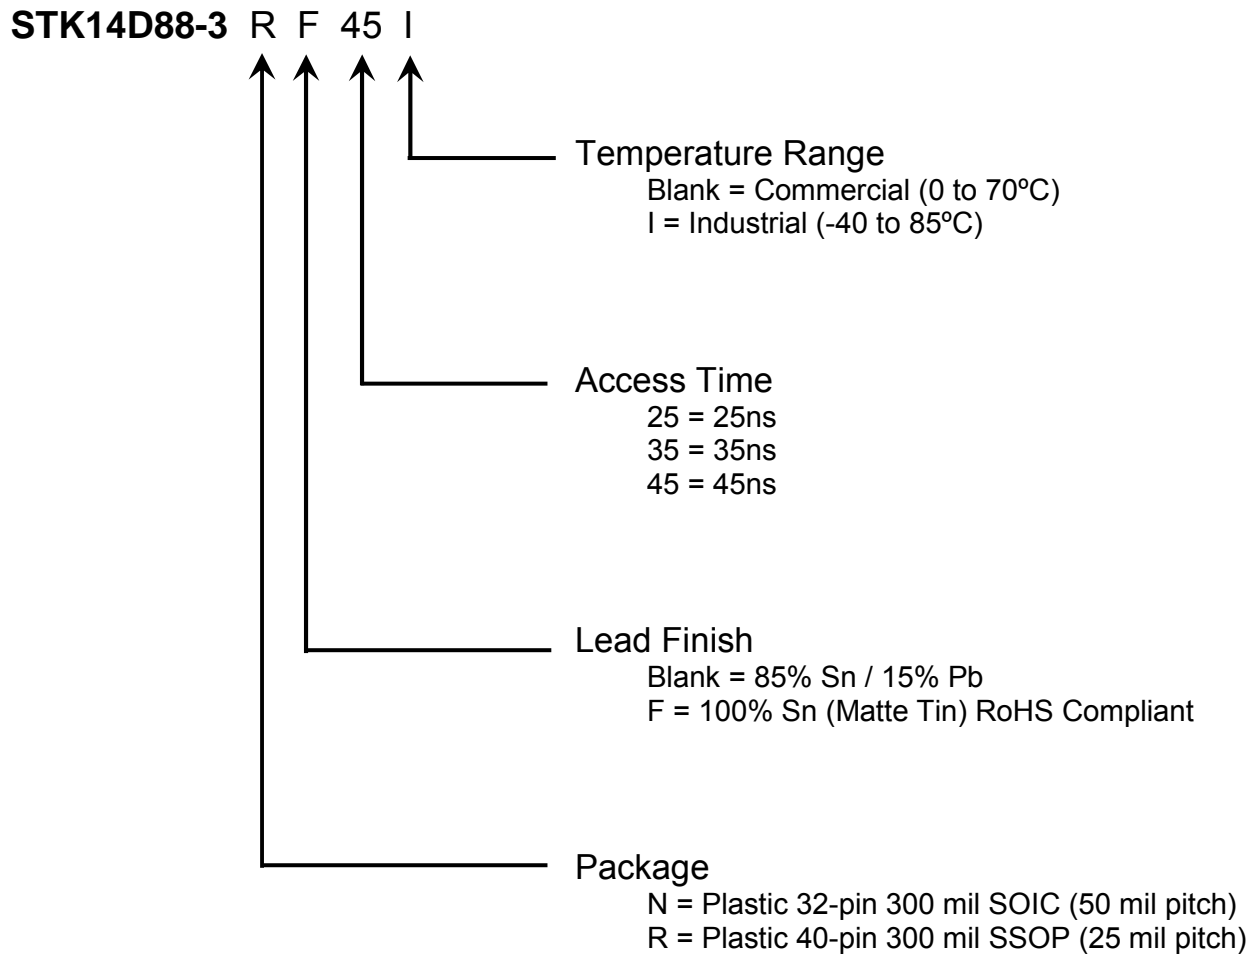 STK14D88-3 R F 45 I
Temperature Range
Blank = Commercial (0 to 70ºC)
I = Industrial (-40 to 85ºC)
Access Time
25 = 25ns
35 = 35ns
45 = 45ns
Lead Finish
Blank = 85% Sn / 15% Pb
F = 100% Sn (Matte Tin) RoHS Compliant
Package
N = Plastic 32-pin 300 mil SOIC (50 mil pitch)
R = Plastic 40-pin 300 mil SSOP (25 mil pitch)